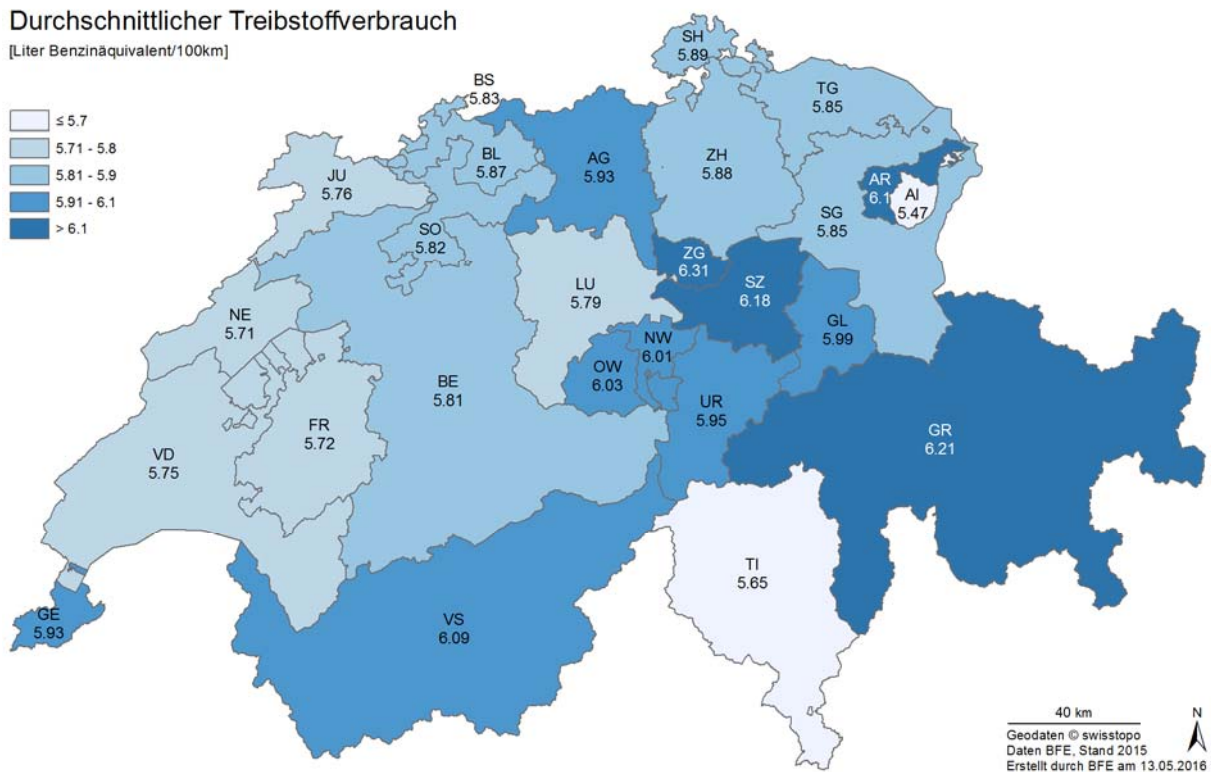 Durchschnittlicher Treibstoffverbrauch
[Liter Benzinäquivalent/100km]
≤ 5.7
5.71 - 5.8
5.81 - 5.9
5.91 - 6.1
> 6.1
SH
5.89
BS
5.83
TG
5.85
BL
5.87
AG
5.93
ZH
5.88
JU
5.76
AR
6.1
AI
5.47
SG
5.85
SO
5.82
ZG
6.31
SZ
6.18
LU
5.79
NE
5.71
GL
5.99
NW
6.01
OW
6.03
BE
5.81
UR
5.95
FR
5.72
GR
6.21
VD
5.75
TI
5.65
GE
5.93
VS
6.09
40 km
N
Geodaten © swisstopo
Daten BFE, Stand 2015
Erstellt durch BFE am 13.05.2016